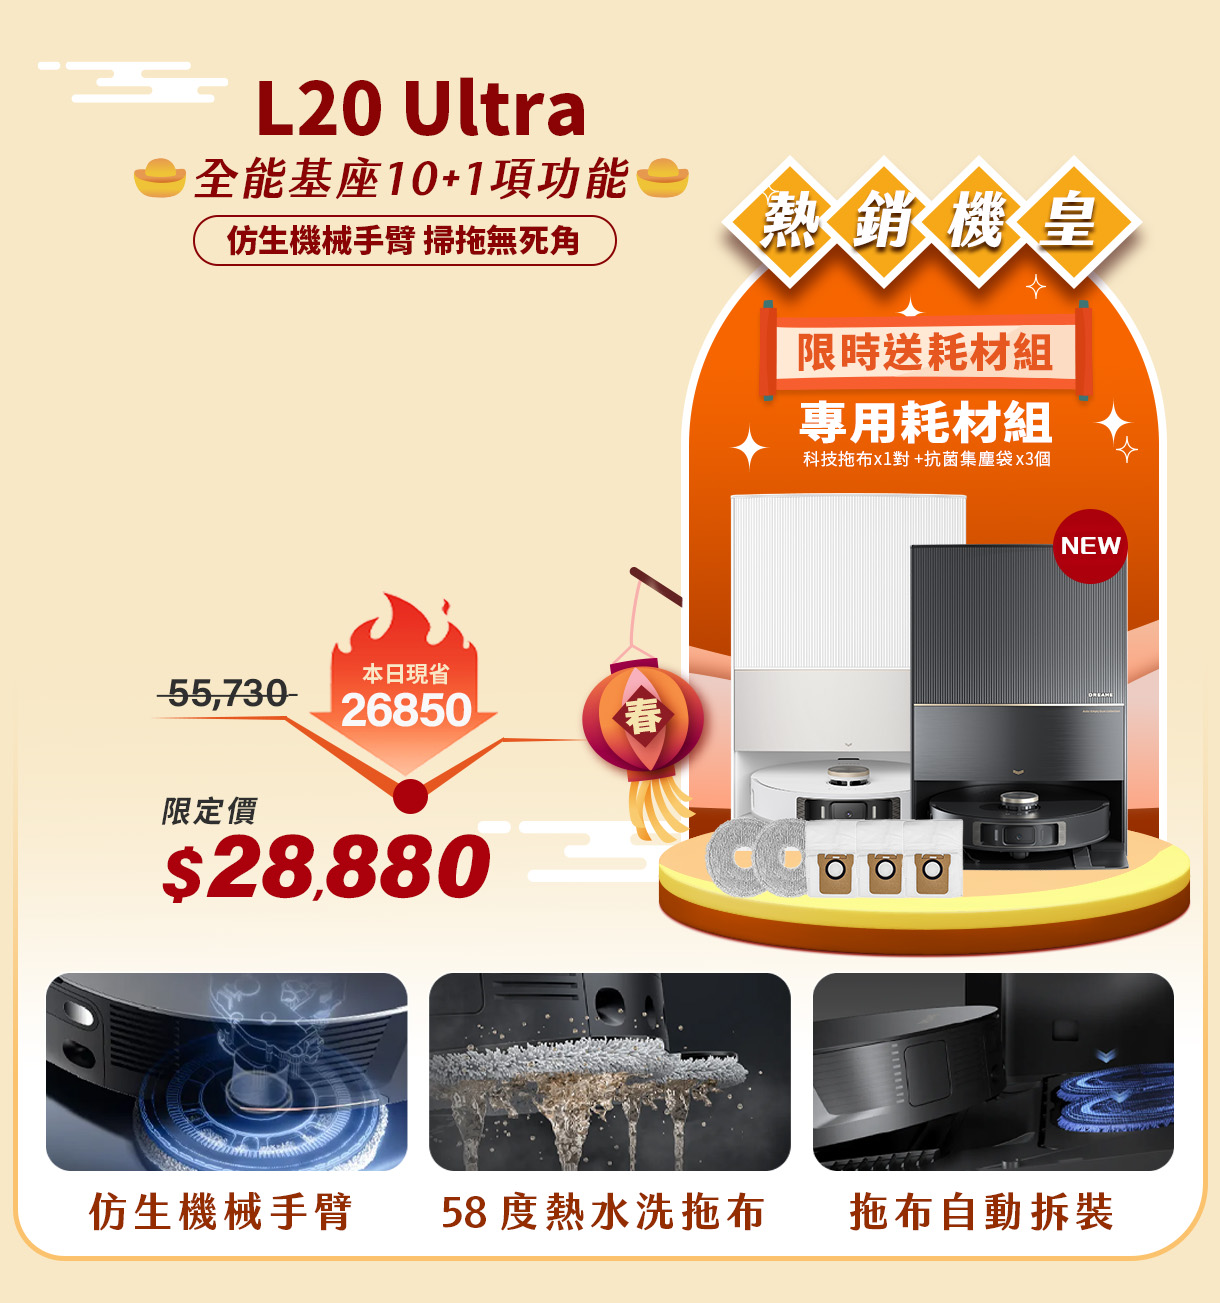 L20 Ultra
全能基座10+1項功能
仿生機械手臂 掃拖無死角
熱銷機皇
限時送耗材組
專用耗材組
科技拖布x1對+抗菌集塵袋x3個
NEW
DREAME
本日現省
26850
55,730
春
限定價
$28,880
仿生機械手臂
58度熱水洗拖布
拖布自動拆裝